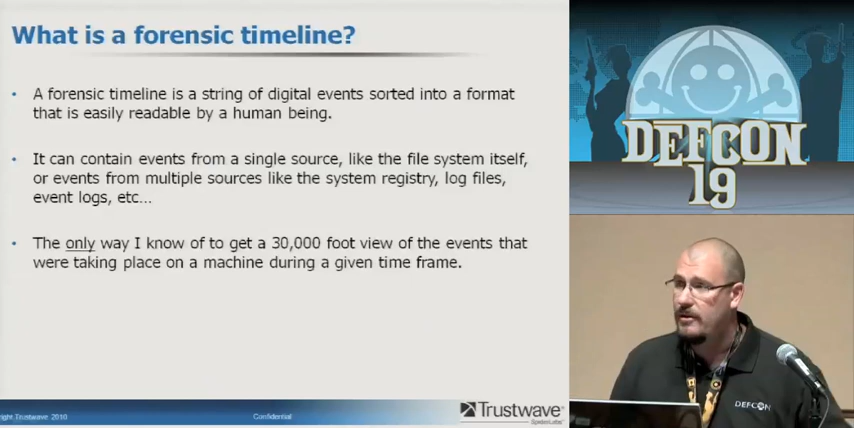 What is a forensic timeline?
• A forensic timeline is a string of digital events sorted into a format
that is easily readable by a human being.
• It can contain events from a single source, like the file system itself,
or events from multiple sources like the system registry, log files,
event logs, etc...
• The only way I know of to get a 30,000 foot view of the events that
were taking place on a machine during a given time frame.
Trustwave 2010
Confidential
Trustwave®
SpiderLabs®
DEFCON
19
DEFCON